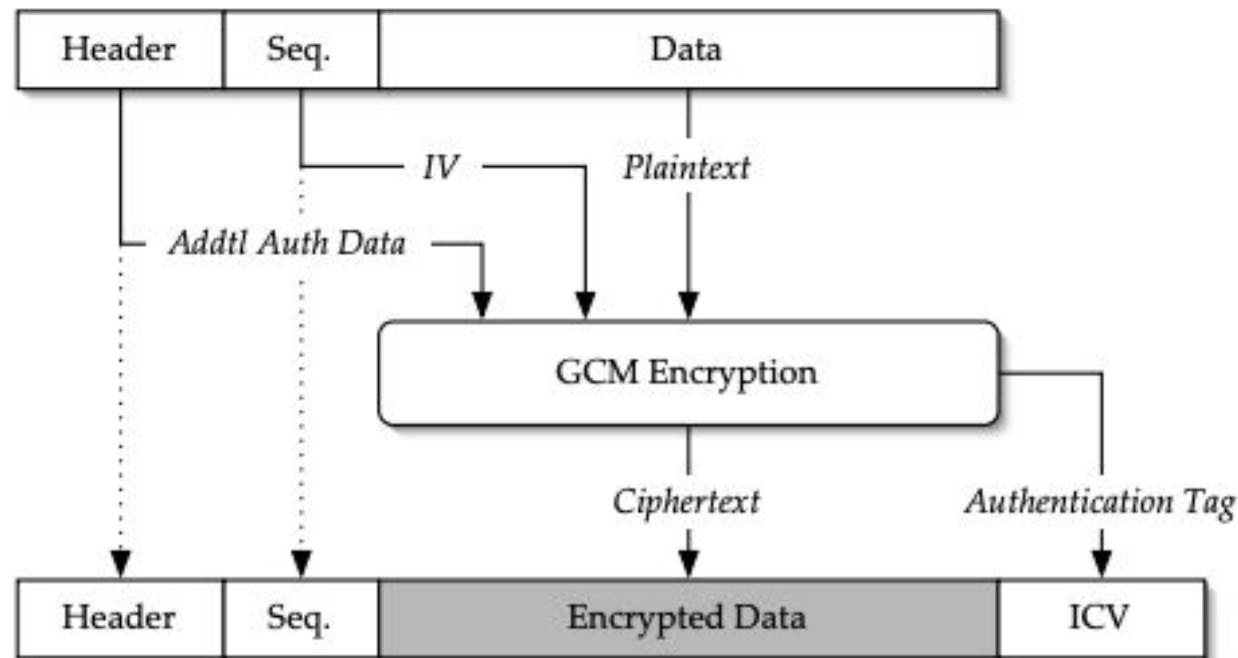 Header Seq. Data
IV Plaintext
Addtl Auth Data
GCM Encryption
Ciphertext Authentication Tag
Header Seq. Encrypted Data ICV